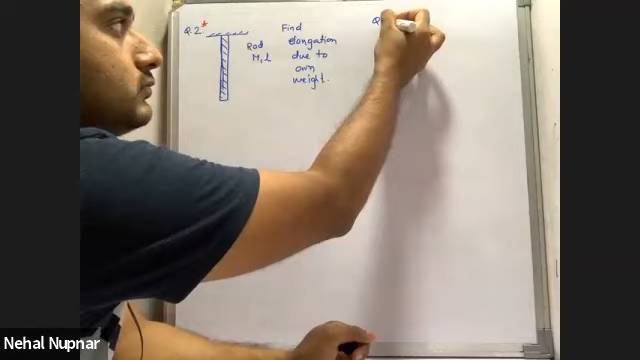 Q.2*
Rod
M, l
Find
elongation
due to
own
weight.
Q
Nehal Nupnar